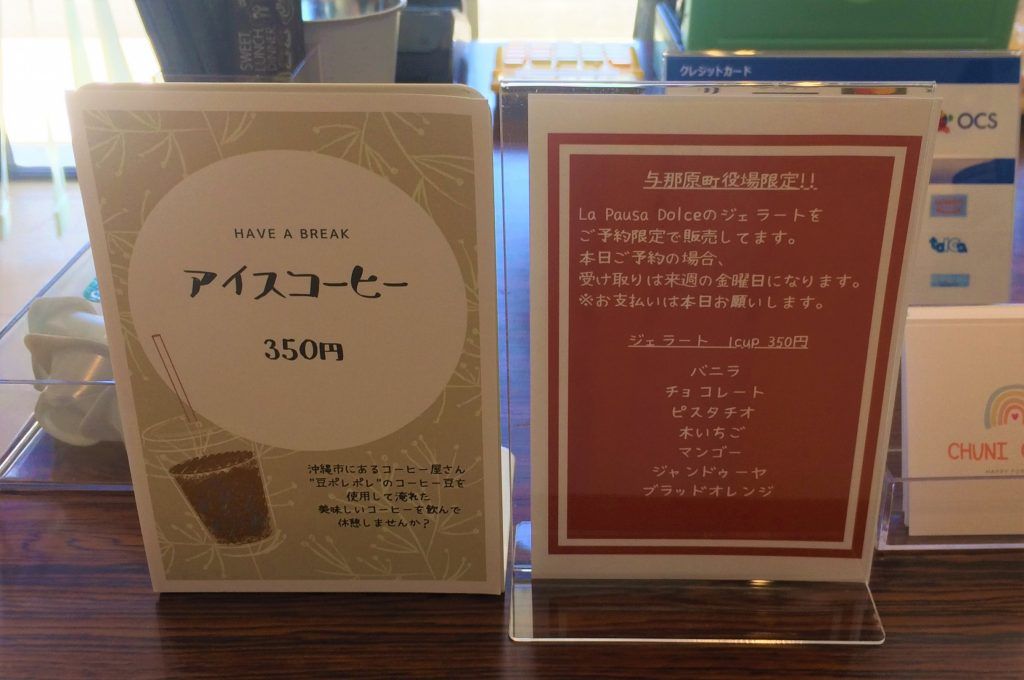 SWEET
LUNCH
DINNER
HAVE A BREAK
アイスコーヒー
350円
沖縄市にあるコーヒー屋さん
"豆ポレポレ"のコーヒー豆を
使用して淹れた
美味しいコーヒーを飲んで
休憩しませんか？
与那原町役場限定!!
La Pausa Dolceのジェラートを
ご予約限定で販売してます。
本日ご予約の場合、
受け取りは来週の金曜日になります。
※お支払いは本日お願いします。
ジェラート 1cup 350円
バニラ
チョコレート
ピスタチオ
木いちご
マンゴー
ジャンドゥーヤ
ブラッドオレンジ
クレジットカード
OCS
CHUNI